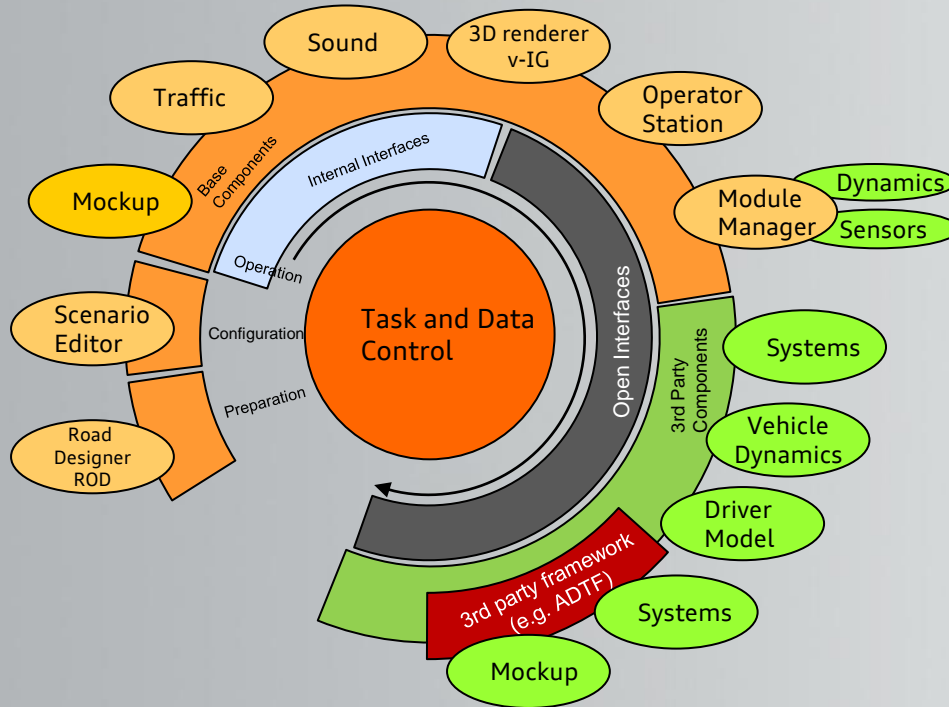 Sound
3D renderer
v-IG
Traffic
Operator
Station
Base
Components
Internal Interfaces
Mockup
Module
Manager
Dynamics
Sensors
Operation
Scenario
Editor
Configuration
Task and Data
Control
Open Interfaces
3rd Party
Components
Systems
Preparation
Road
Designer
ROD
Vehicle
Dynamics
Driver
Model
3rd party framework
(e.g. ADTF)
Systems
Mockup